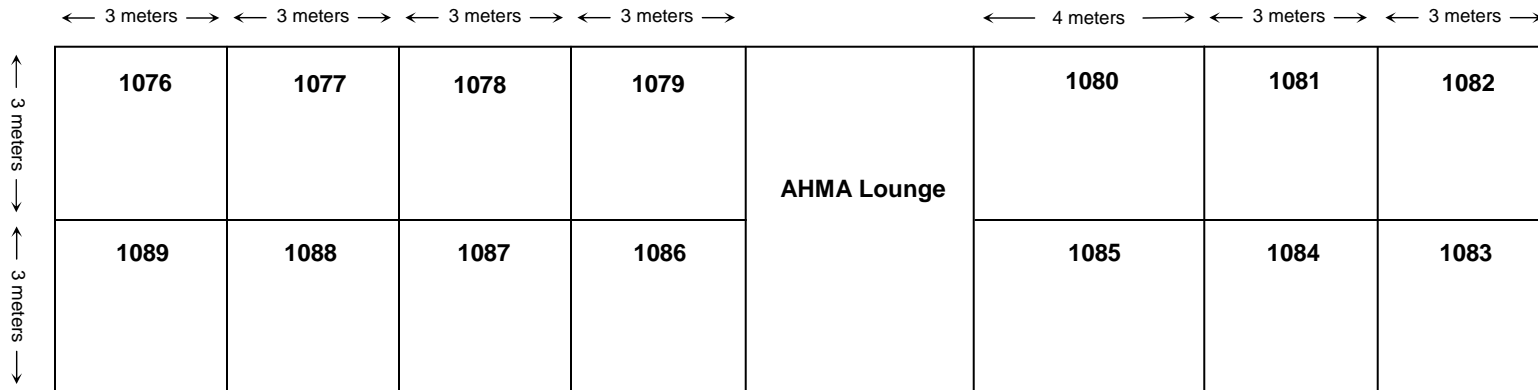 3 meters 3 meters 3 meters 3 meters 4 meters 3 meters 3 meters
3 meters
1076 1077 1078 1079 1080 1081 1082
AHMA Lounge
3 meters
1089 1088 1087 1086 1085 1084 1083